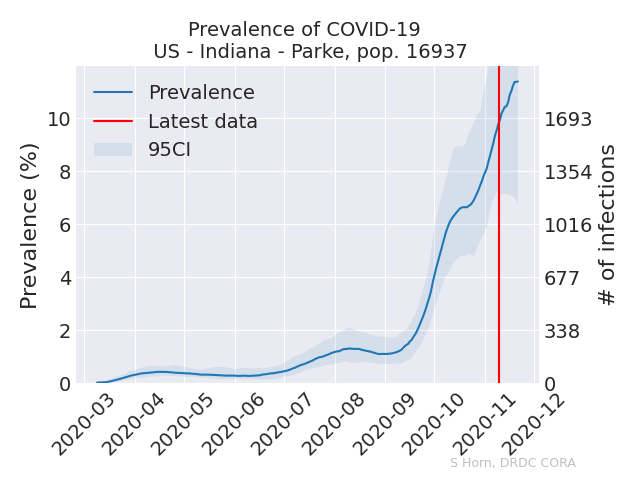 Prevalence of COVID-19
US - Indiana - Parke, pop. 16937
Prevalence
Latest data
95CI
Prevalence (%)
10
8
6
4
2
0
1693
1354
1016
677
338
0
# of infections
2020-03
2020-04
2020-05
2020-06
2020-07
2020-08
2020-09
2020-10
2020-11
2020-12
S Horn, DRDC CORA